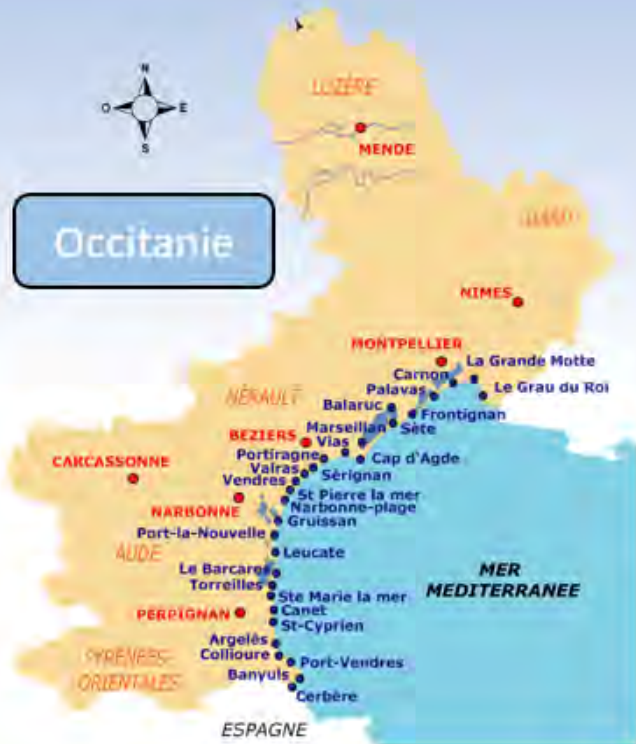 LOZÈRE
N
O
E
S
MENDE
Occitanie
GARD
NIMES
MONTPELLIER
La Grande Motte
Carnon
Palavas
Le Grau du Roi
HÉRAULT
Balaruc
Frontignan
Marseillan
Sète
BEZIERS
Vias
Portiragne
Cap d'Agde
CARCASSONNE
Valras
Sérignan
Vendres
St Pierre la mer
NARBONNE
Narbonne-plage
Gruissan
Port-la-Nouvelle
AUDE
Leucate
Le Barcares
MER
MEDITERRANEE
Torreilles
Ste Marie la mer
PERPIGNAN
Canet
St-Cyprien
Argelès
PYRÉNÉES-
ORIENTALES
Collioure
Port-Vendres
Banyuls
Cerbère
ESPAGNE